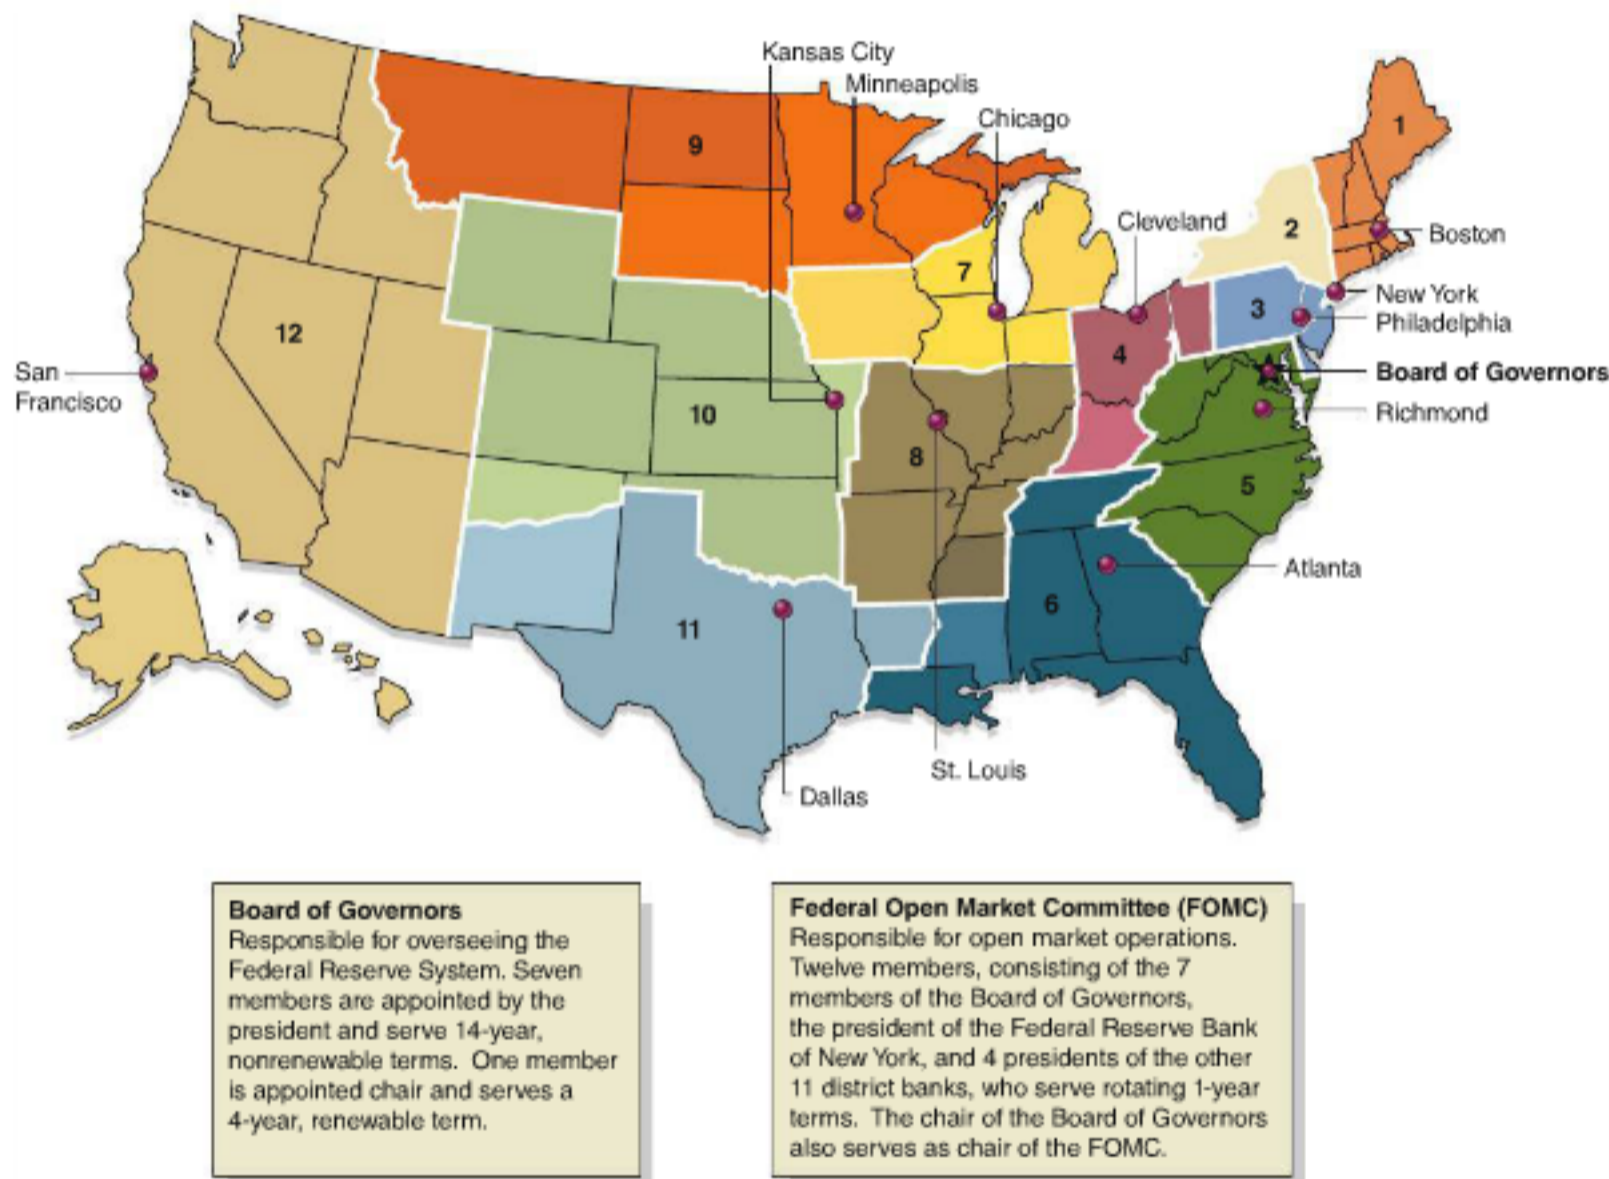 Kansas City
Minneapolis
Chicago
Cleveland
1
9
2
Boston
7
New York
3
Philadelphia
12
4
San
Francisco
Board of Governors
10
Richmond
8
5
Atlanta
6
11
St. Louis
Dallas
Board of Governors
Responsible for overseeing the
Federal Reserve System. Seven
members are appointed by the
president and serve 14-year,
nonrenewable terms. One member
is appointed chair and serves a
4-year, renewable term.
Federal Open Market Committee (FOMC)
Responsible for open market operations.
Twelve members, consisting of the 7
members of the Board of Governors,
the president of the Federal Reserve Bank
of New York, and 4 presidents of the other
11 district banks, who serve rotating 1-year
terms. The chair of the Board of Governors
also serves as chair of the FOMC.